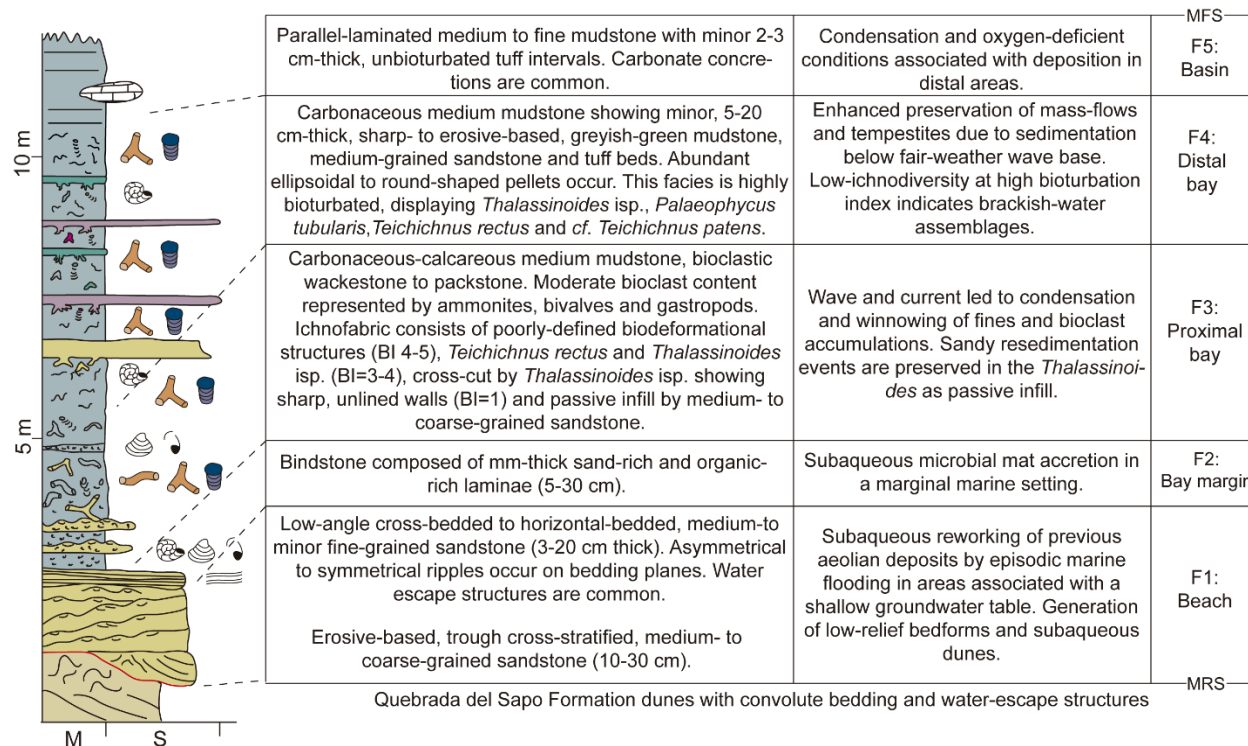 MFS
Parallel-laminated medium to fine mudstone with minor 2-3
cm-thick, unbioturbated tuff intervals. Carbonate concre-
tions are common.
Condensation and oxygen-deficient
conditions associated with deposition in
distal areas.
F5:
Basin
Carbonaceous medium mudstone showing minor, 5-20
cm-thick, sharp- to erosive-based, greyish-green mudstone,
medium-grained sandstone and tuff beds. Abundant
ellipsoidal to round-shaped pellets occur. This facies is highly
bioturbated, displaying Thalassinoides isp., Palaeophycus
tubularis,Teichichnus rectus and cf. Teichichnus patens.
Enhanced preservation of mass-flows
and tempestites due to sedimentation
below fair-weather wave base.
Low-ichnodiversity at high bioturbation
index indicates brackish-water
assemblages.
F4:
Distal
bay
10 m
Carbonaceous-calcareous medium mudstone, bioclastic
wackestone to packstone. Moderate bioclast content
represented by ammonites, bivalves and gastropods.
Ichnofabric consists of poorly-defined biodeformational
structures (BI 4-5), Teichichnus rectus and Thalassinoides
isp. (BI=3-4), cross-cut by Thalassinoides isp. showing
sharp, unlined walls (BI=1) and passive infill by medium- to
coarse-grained sandstone.
Wave and current led to condensation
and winnowing of fines and bioclast
accumulations. Sandy resedimentation
events are preserved in the Thalassinoi-
des as passive infill.
F3:
Proximal
bay
5 m
Bindstone composed of mm-thick sand-rich and organic-
rich laminae (5-30 cm).
Subaqueous microbial mat accretion in
a marginal marine setting.
F2:
Bay margin
Low-angle cross-bedded to horizontal-bedded, medium-to
minor fine-grained sandstone (3-20 cm thick). Asymmetrical
to symmetrical ripples occur on bedding planes. Water
escape structures are common.
Erosive-based, trough cross-stratified, medium- to
coarse-grained sandstone (10-30 cm).
Subaqueous reworking of previous
aeolian deposits by episodic marine
flooding in areas associated with a
shallow groundwater table. Generation
of low-relief bedforms and subaqueous
dunes.
F1:
Beach
MRS
Quebrada del Sapo Formation dunes with convolute bedding and water-escape structures
M S